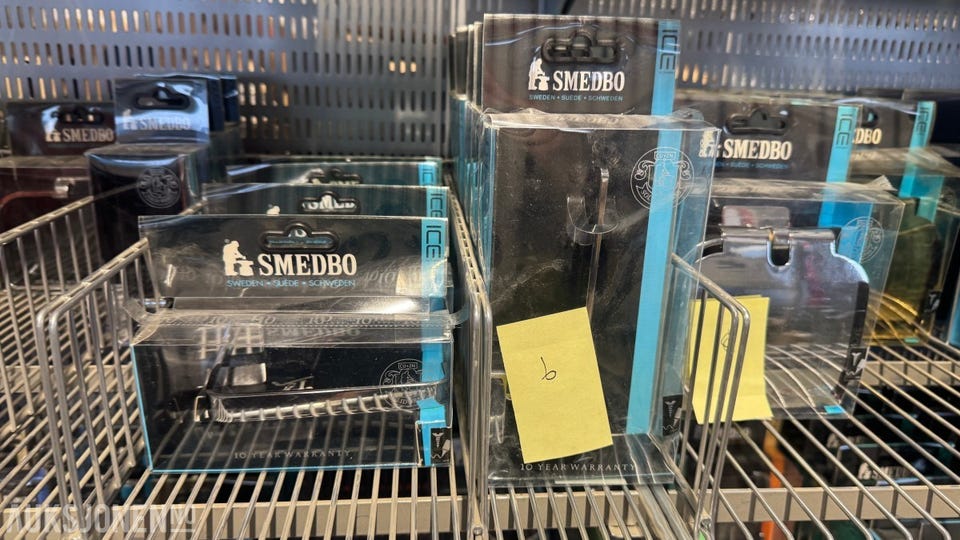 SMEDBO
SMEDBO
SMEDBO
SWEDEN • SUÈDE • SCHWEDEN
ICE
10 YEAR WARRANTY
SMEDBO
SWEDEN • SUÈDE • SCHWEDEN
ICE
6
10 YEAR WARRANTY
SMEDBO
ICE
ICE
AUKSJONEN